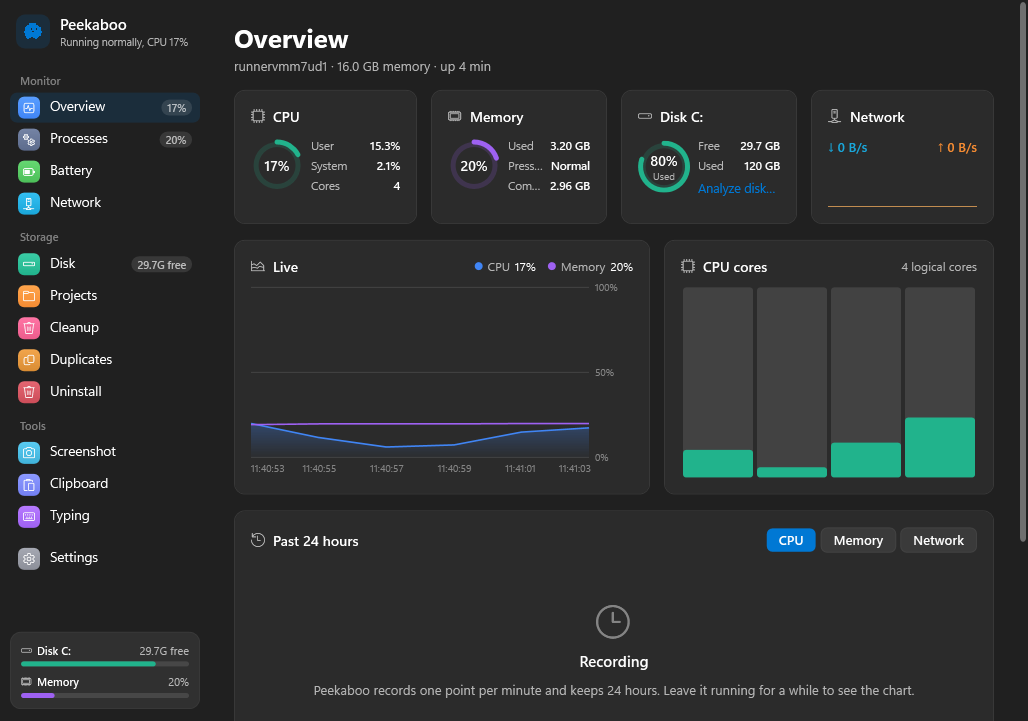 Peekaboo
Running normally, CPU 17%
Monitor
Overview 17%
Processes 20%
Battery
Network
Storage
Disk 29.7G free
Projects
Cleanup
Duplicates
Uninstall
Tools
Screenshot
Clipboard
Typing
Settings
Disk C: 29.7G free
Memory 20%
Overview
runnervmm7ud1 · 16.0 GB memory · up 4 min
CPU
17%
User 15.3%
System 2.1%
Cores 4
Memory
20%
Used 3.20 GB
Press... Normal
Com... 2.96 GB
Disk C:
80%
Used
Free 29.7 GB
Used 120 GB
Analyze disk...
Network
↓ 0 B/s ↑ 0 B/s
Live
CPU 17% Memory 20%
100%
50%
0%
11:40:53 11:40:55 11:40:57 11:40:59 11:41:01 11:41:03
CPU cores 4 logical cores
Past 24 hours
CPU Memory Network
Recording
Peekaboo records one point per minute and keeps 24 hours. Leave it running for a while to see the chart.